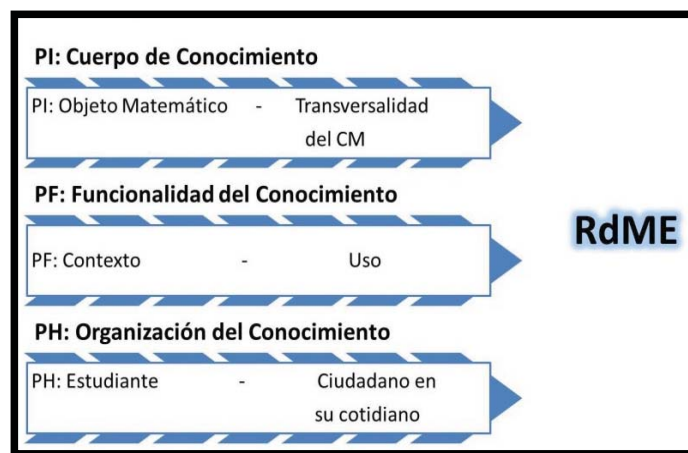 PI: Cuerpo de Conocimiento
PI: Objeto Matemático - Transversalidad
del CM
PF: Funcionalidad del Conocimiento
PF: Contexto - Uso
RdME
PH: Organización del Conocimiento
PH: Estudiante - Ciudadano en
su cotidiano